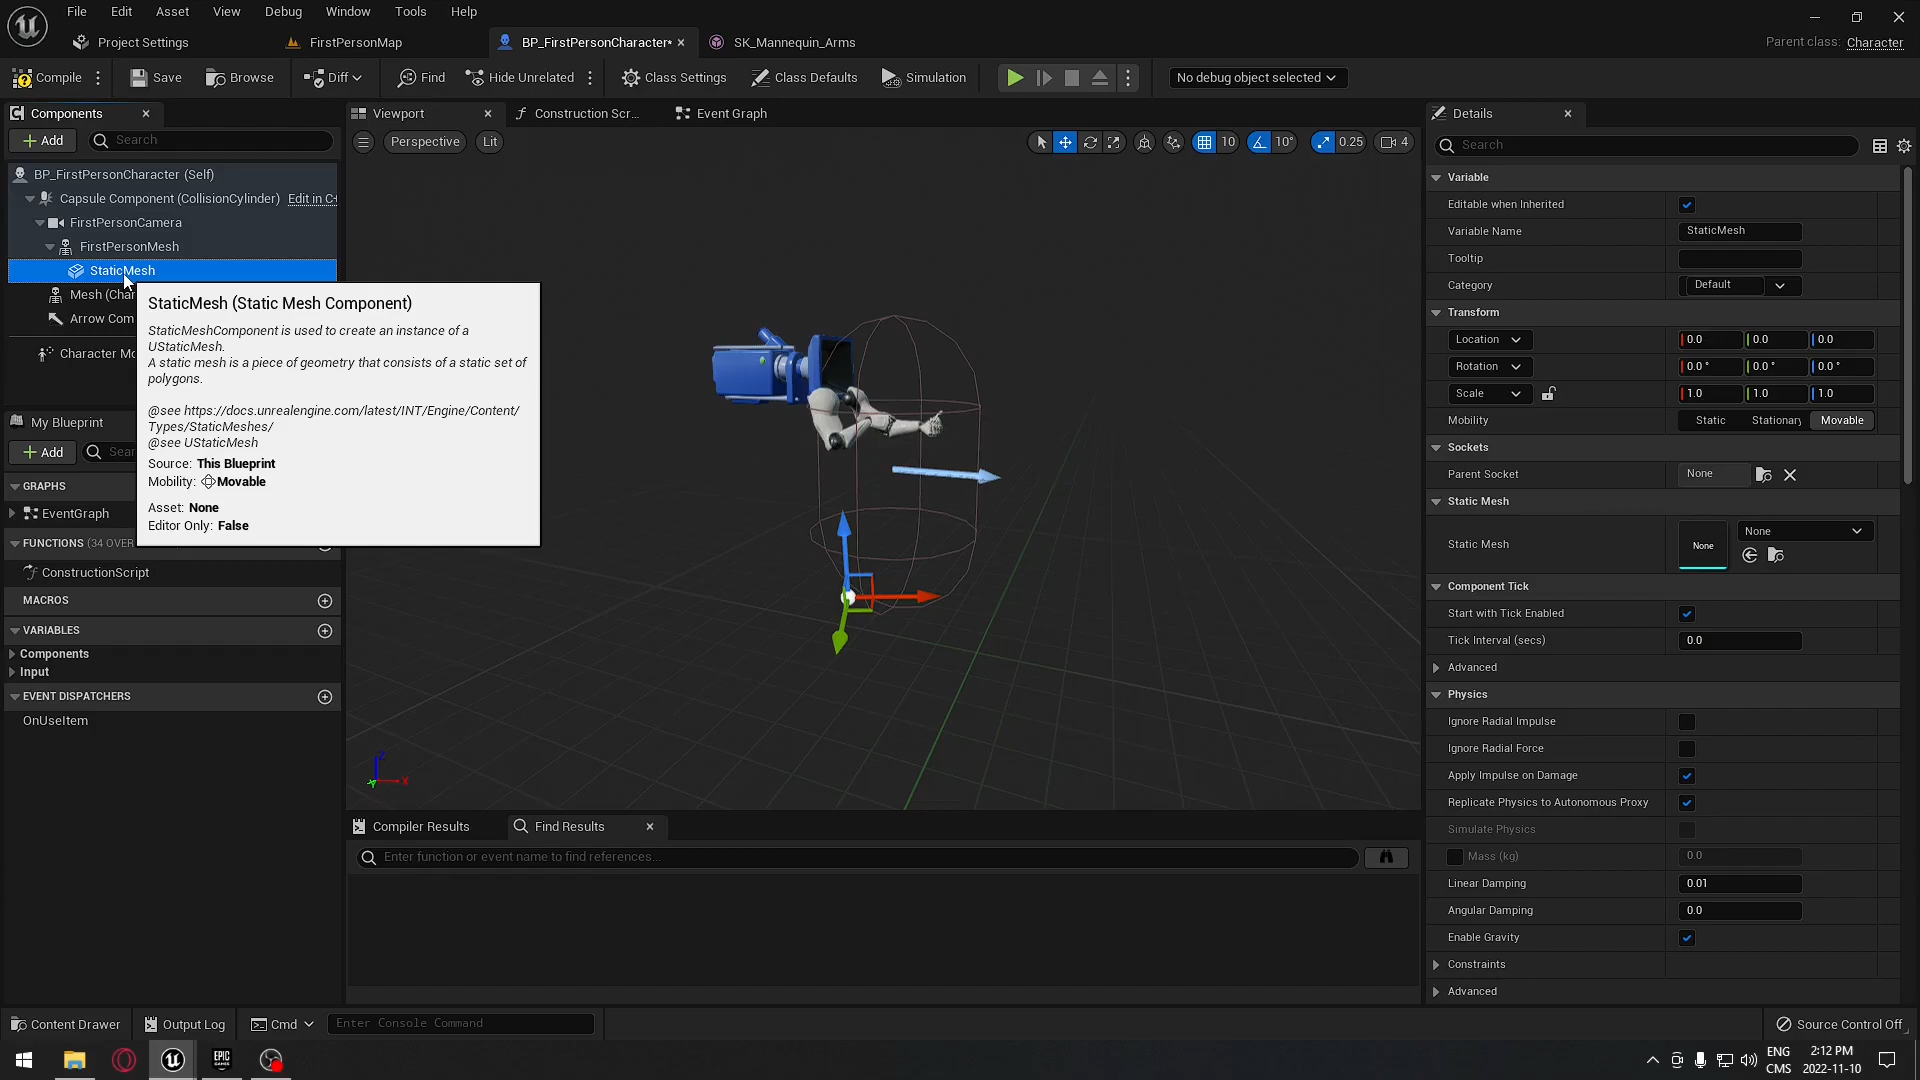 File Edit Asset View Debug Window Tools Help
Project Settings FirstPersonMap BP_FirstPersonCharacter* SK_Mannequin_Arms
Parent class: Character
Compile Save Browse Diff Find Hide Unrelated Class Settings Class Defaults Simulation No debug object selected
Components
Add Search
BP_FirstPersonCharacter (Self)
Capsule Component (CollisionCylinder) Edit in C+
FirstPersonCamera
FirstPersonMesh
StaticMesh
Mesh (Char
Arrow Com
Character Mo
My Blueprint
Add Sear
GRAPHS
EventGraph
FUNCTIONS (34 OVER
ConstructionScript
MACROS
VARIABLES
Components
Input
EVENT DISPATCHERS
OnUseItem
StaticMesh (Static Mesh Component)
StaticMeshComponent is used to create an instance of a
UStaticMesh.
A static mesh is a piece of geometry that consists of a static set of
polygons.
@see https://docs.unrealengine.com/latest/INT/Engine/Content/
Types/StaticMeshes/
@see UStaticMesh
Source: This Blueprint
Mobility: Movable
Asset: None
Editor Only: False
Viewport Construction Scr... Event Graph
Perspective Lit 10 10° 0.25 4
Z
X
Compiler Results Find Results
Enter function or event name to find references...
Details
Search
Variable
Editable when Inherited
Variable Name StaticMesh
Tooltip
Category Default
Transform
Location 0.0 0.0 0.0
Rotation 0.0 ° 0.0 ° 0.0 °
Scale 1.0 1.0 1.0
Mobility Static Stationary Movable
Sockets
Parent Socket None
Static Mesh
Static Mesh None None
Component Tick
Start with Tick Enabled
Tick Interval (secs) 0.0
Advanced
Physics
Ignore Radial Impulse
Ignore Radial Force
Apply Impulse on Damage
Replicate Physics to Autonomous Proxy
Simulate Physics
Mass (kg) 0.0
Linear Damping 0.01
Angular Damping 0.0
Enable Gravity
Constraints
Advanced
Content Drawer Output Log Cmd Enter Console Command Source Control Off
EPIC GAMES
ENG 2:12 PM
CMS 2022-11-10